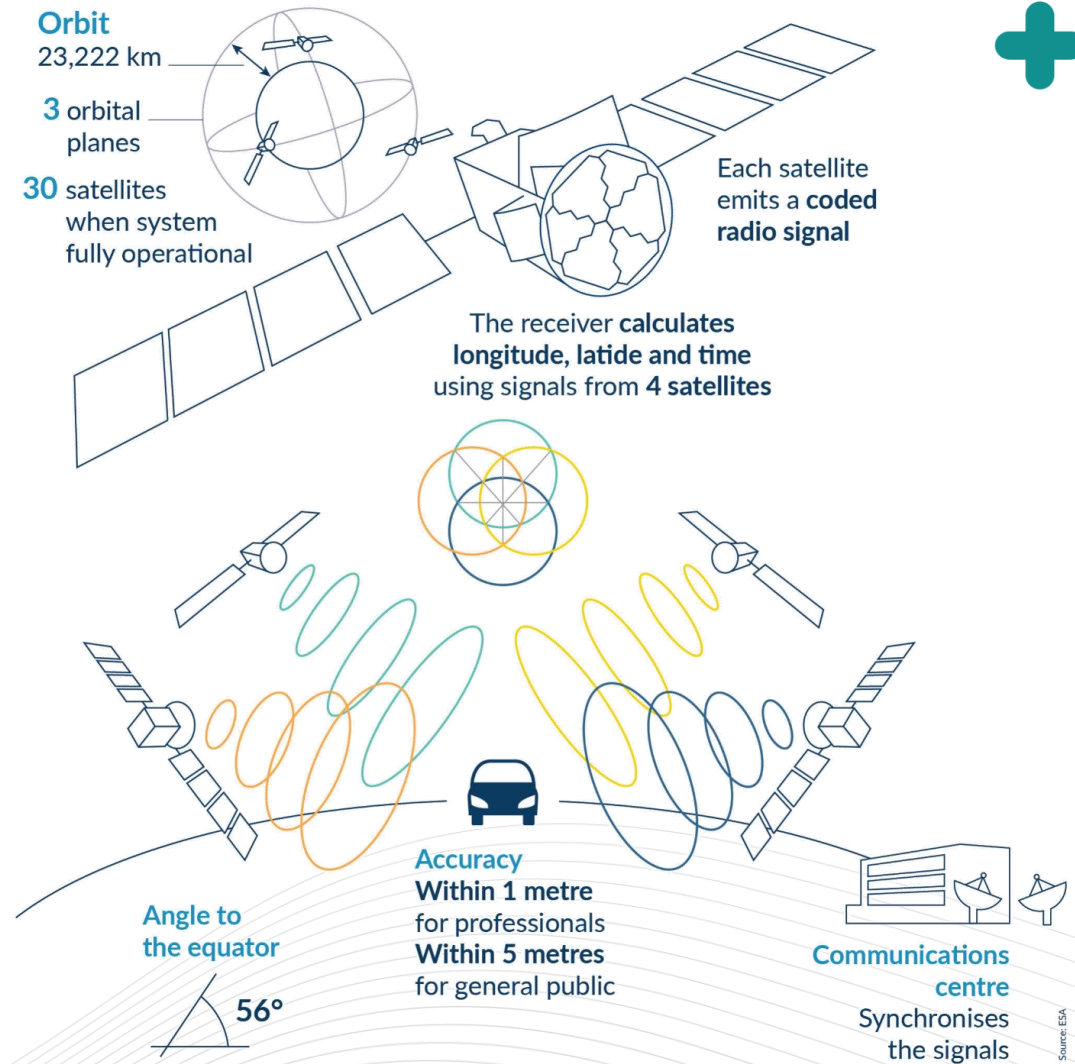 Orbit
23,222 km
3 orbital
planes
30 satellites
when system
fully operational
Each satellite
emits a coded
radio signal
The receiver calculates
longitude, latide and time
using signals from 4 satellites
Accuracy
Within 1 metre
for professionals
Within 5 metres
for general public
Angle to
the equator
56°
Communications
centre
Synchronises
the signals
Source: ESA